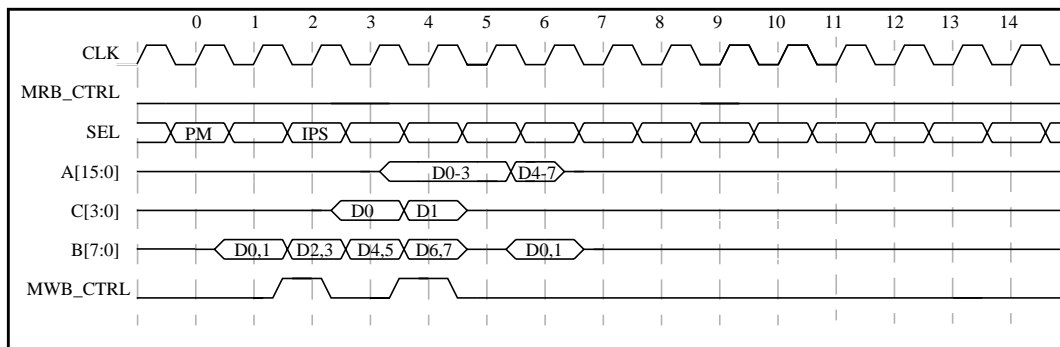 0 1 2 3 4 5 6 7 8 9 10 11 12 13 14
CLK
MRB_CTRL
SEL PM IPS
A[15:0] D0-3 D4-7
C[3:0] D0 D1
B[7:0] D0,1 D2,3 D4,5 D6,7 D0,1
MWB_CTRL